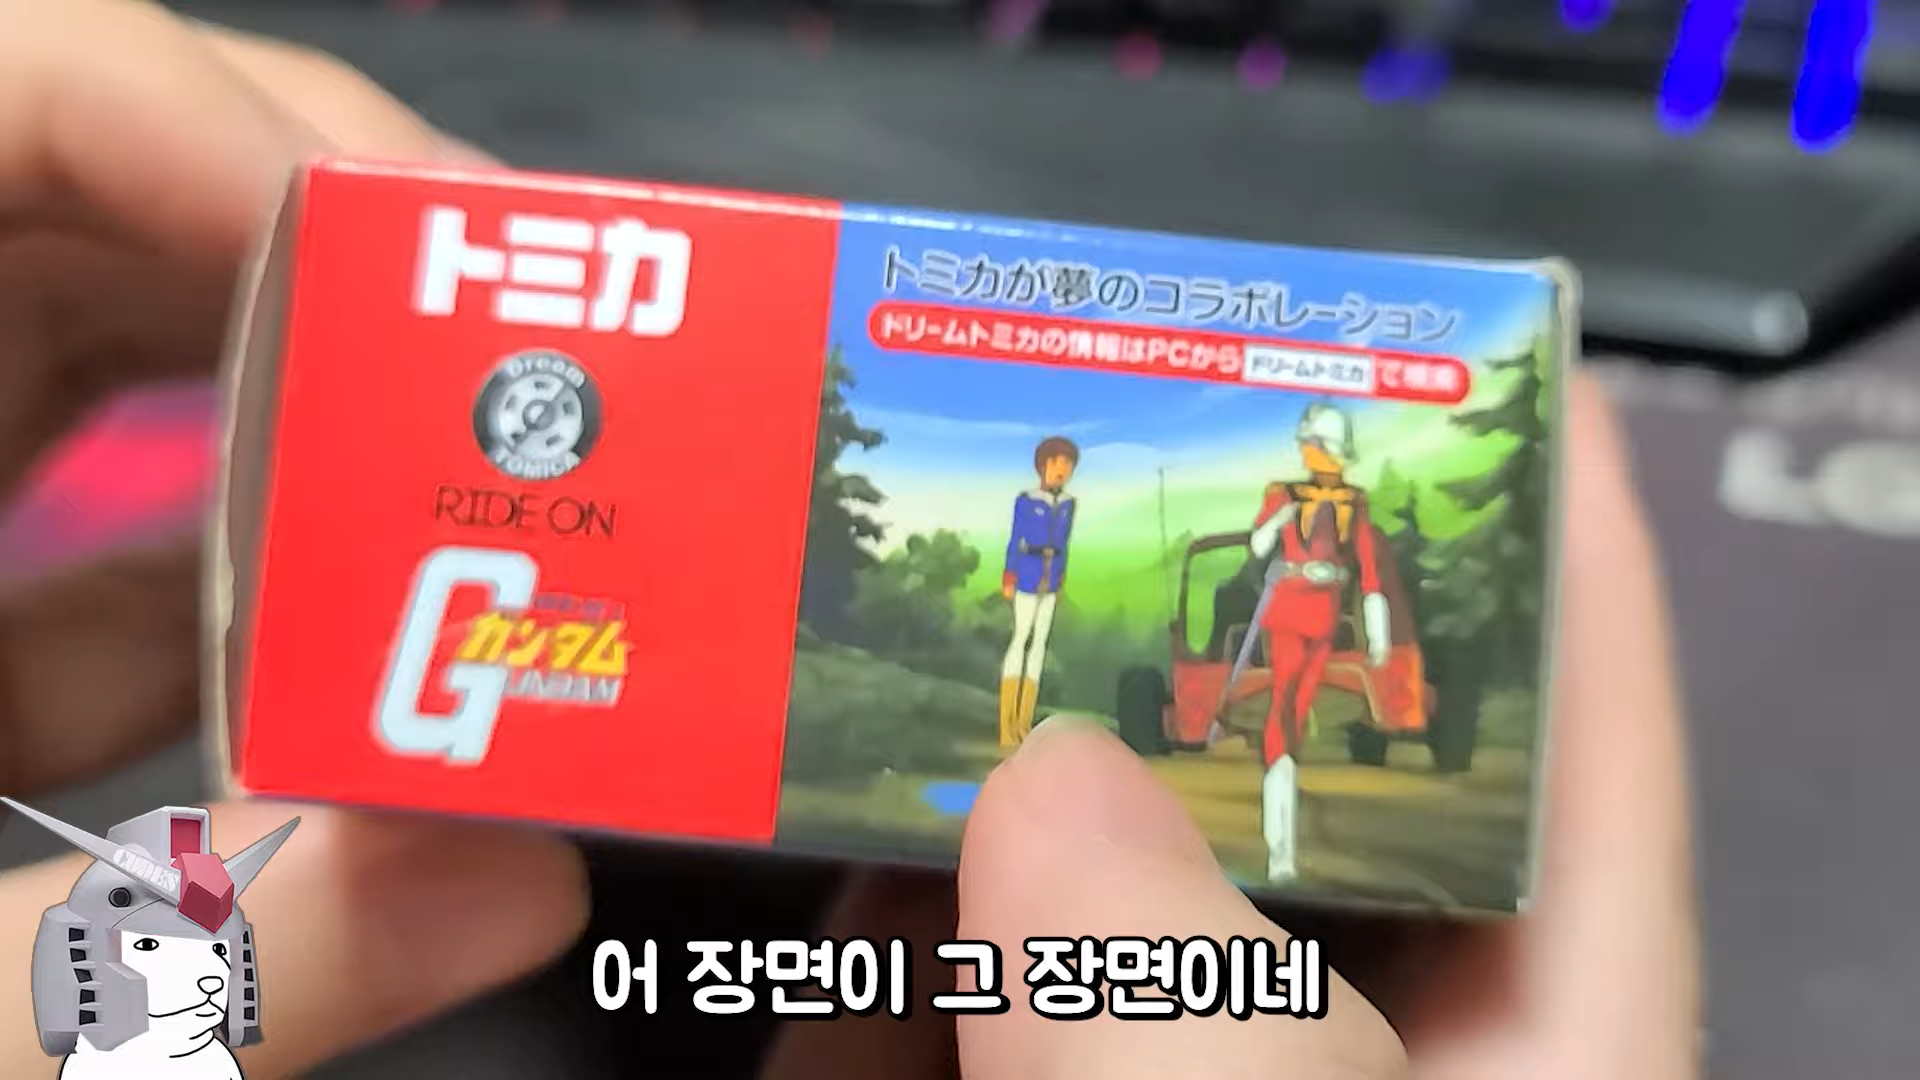 トミカ
Dream
TOMICA
RIDE ON
G
ガンダム
GUNDAM
トミカが夢のコラボレーション
ドリームトミカの情報はPCから ドリームトミカ で検索
어 장면이 그 장면이네